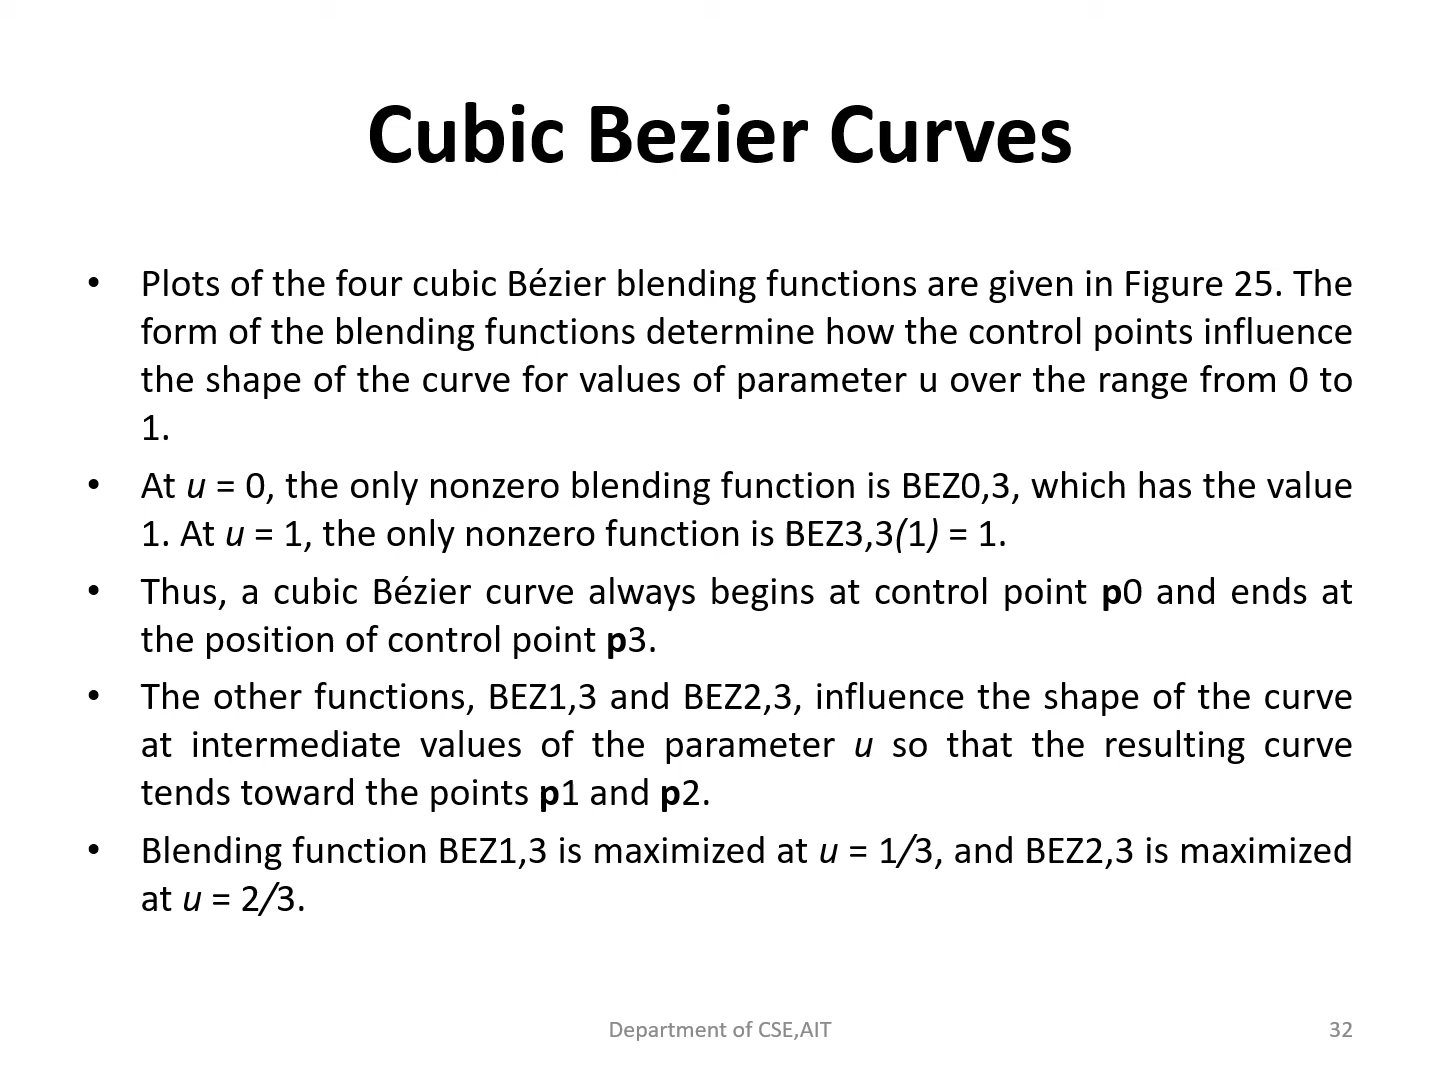 Cubic Bezier Curves
• Plots of the four cubic Bézier blending functions are given in Figure 25. The
form of the blending functions determine how the control points influence
the shape of the curve for values of parameter u over the range from 0 to
1.
• At u = 0, the only nonzero blending function is BEZ0,3, which has the value
1. At u = 1, the only nonzero function is BEZ3,3(1) = 1.
• Thus, a cubic Bézier curve always begins at control point p0 and ends at
the position of control point p3.
• The other functions, BEZ1,3 and BEZ2,3, influence the shape of the curve
at intermediate values of the parameter u so that the resulting curve
tends toward the points p1 and p2.
• Blending function BEZ1,3 is maximized at u = 1/3, and BEZ2,3 is maximized
at u = 2/3.
Department of CSE,AIT
32